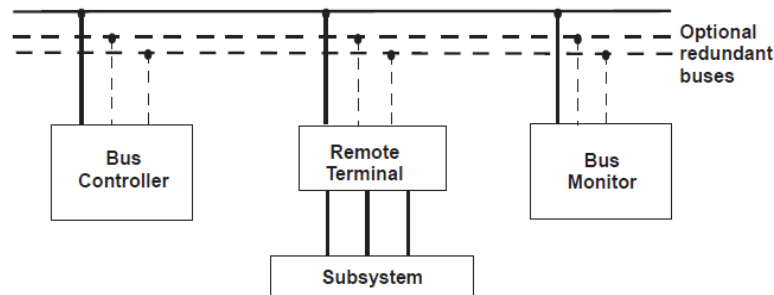 Optional
redundant
buses
Bus
Controller
Remote
Terminal
Bus
Monitor
Subsystem